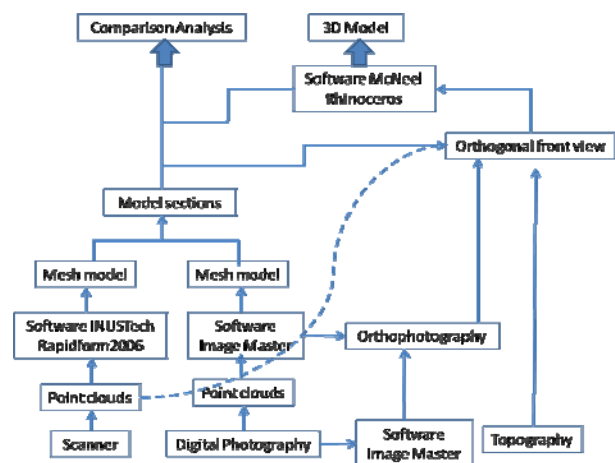 Comparison Analysis
3D Model
Software McNeel
Rhinoceros
Orthogonal front view
Model sections
Mesh model
Mesh model
Software INUSTech
Rapidform2006
Software
Image Master
Orthophotography
Point clouds
Point clouds
Scanner
Digital Photography
Software
Image Master
Topography